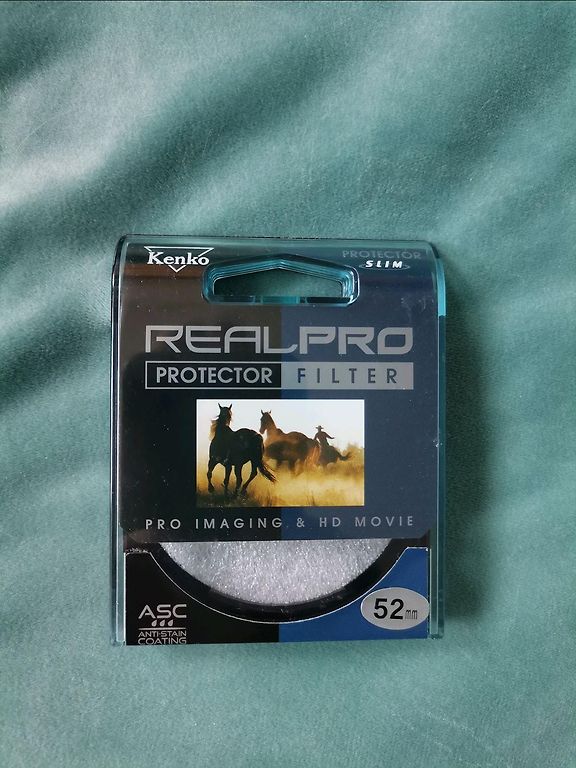 Kenko
PROTECTOR
SLIM
REALPRO
PROTECTOR FILTER
PRO IMAGING & HD MOVIE
ASC
ANTI-STAIN
COATING
52mm